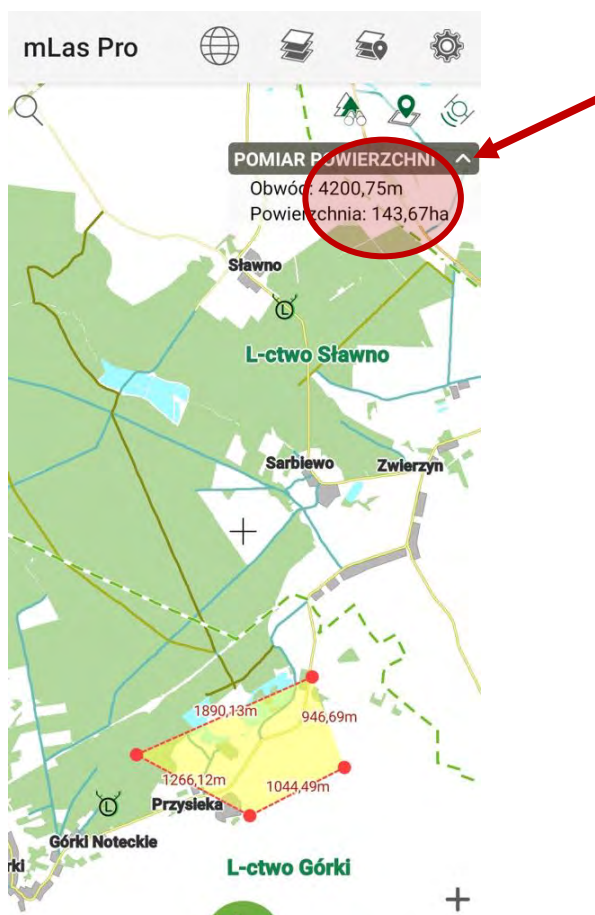 mLas Pro
POMIAR POWIERZCHNI
Obwód: 4200,75m
Powierzchnia: 143,67ha
Sławno
L
L-ctwo Sławno
Sarbiewo
Zwierzyn
1890,13m
946,69m
1266,12m
1044,49m
L
Przysieka
Górki Noteckie
rki
L-ctwo Górki